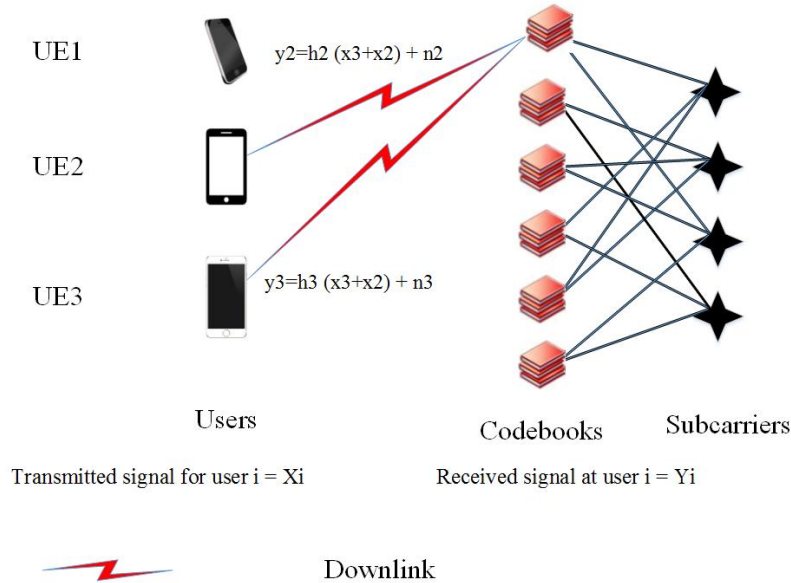 UE1
y2=h2 (x3+x2) + n2
UE2
UE3
y3=h3 (x3+x2) + n3
Users
Codebooks
Subcarriers
Transmitted signal for user i = Xi
Received signal at user i = Yi
Downlink